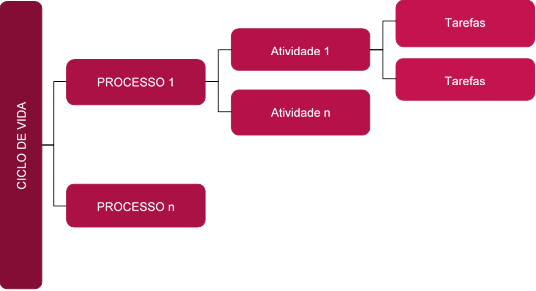 CICLO DE VIDA
PROCESSO 1
Atividade 1
Tarefas
Tarefas
Atividade n
PROCESSO n